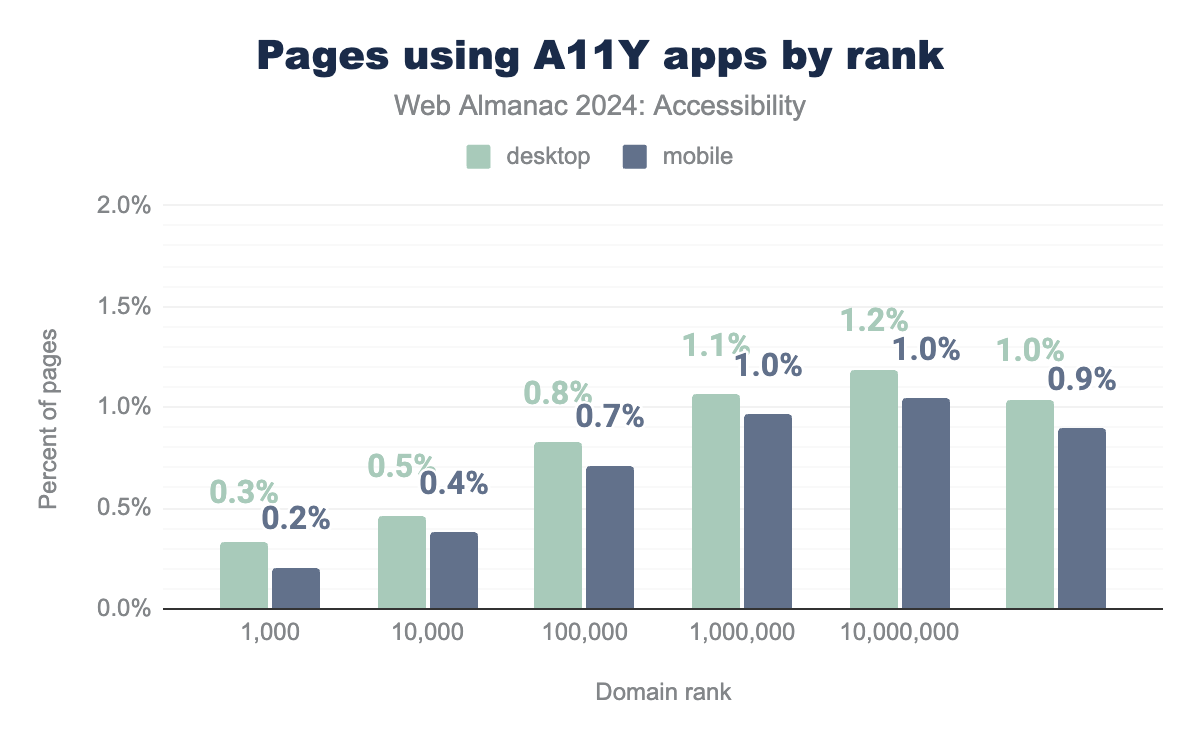 Pages using A11Y apps by rank
Web Almanac 2024: Accessibility
desktop mobile
2.0%
1.5%
1.0%
0.5%
0.0%
Percent of pages
0.3% 0.2%
0.5% 0.4%
0.8% 0.7%
1.1% 1.0%
1.2% 1.0%
1.0% 0.9%
1,000 10,000 100,000 1,000,000 10,000,000
Domain rank